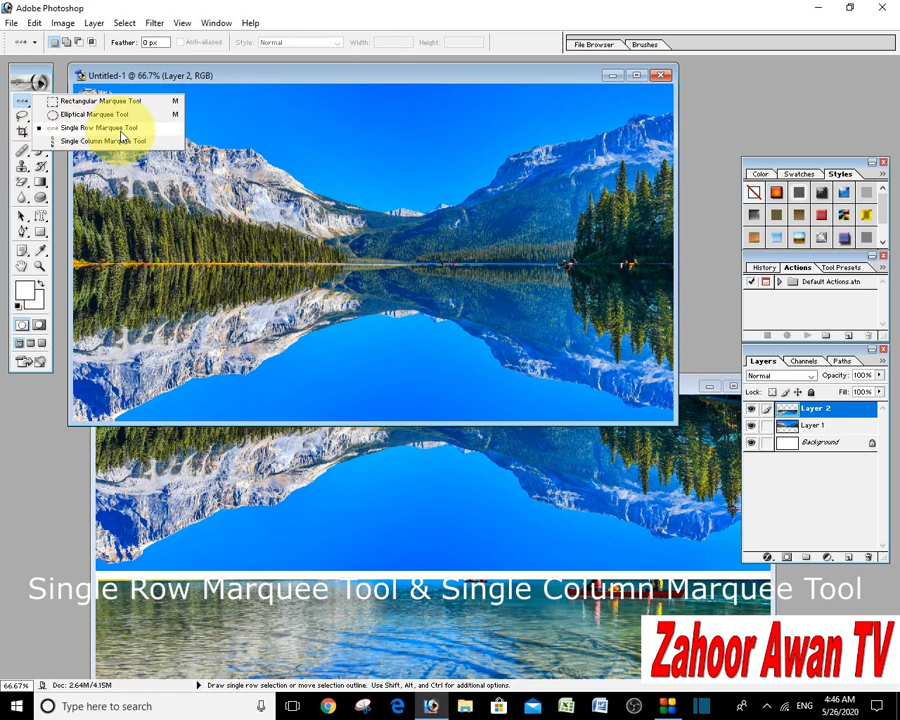 Adobe Photoshop
File Edit Image Layer Select Filter View Window Help
Feather: 0 px Anti-aliased Style: Normal Width: Height: File Browser Brushes
Untitled-1 @ 66.7% (Layer 2, RGB)
Rectangular Marquee Tool M
Elliptical Marquee Tool M
Single Row Marquee Tool
Single Column Marquee Tool
Color Swatches Styles
History Actions Tool Presets
Default Actions.atn
Layers Channels Paths
Normal Opacity: 100%
Lock: Fill: 100%
Layer 2
Layer 1
Background
Single Row Marquee Tool & Single Column Marquee Tool
Zahoor Awan TV
66.67% Doc: 2.64M/4.15M Draw single row selection or move selection outline. Use Shift, Alt, and Ctrl for additional options.
Type here to search
4:46 AM
5/26/2020